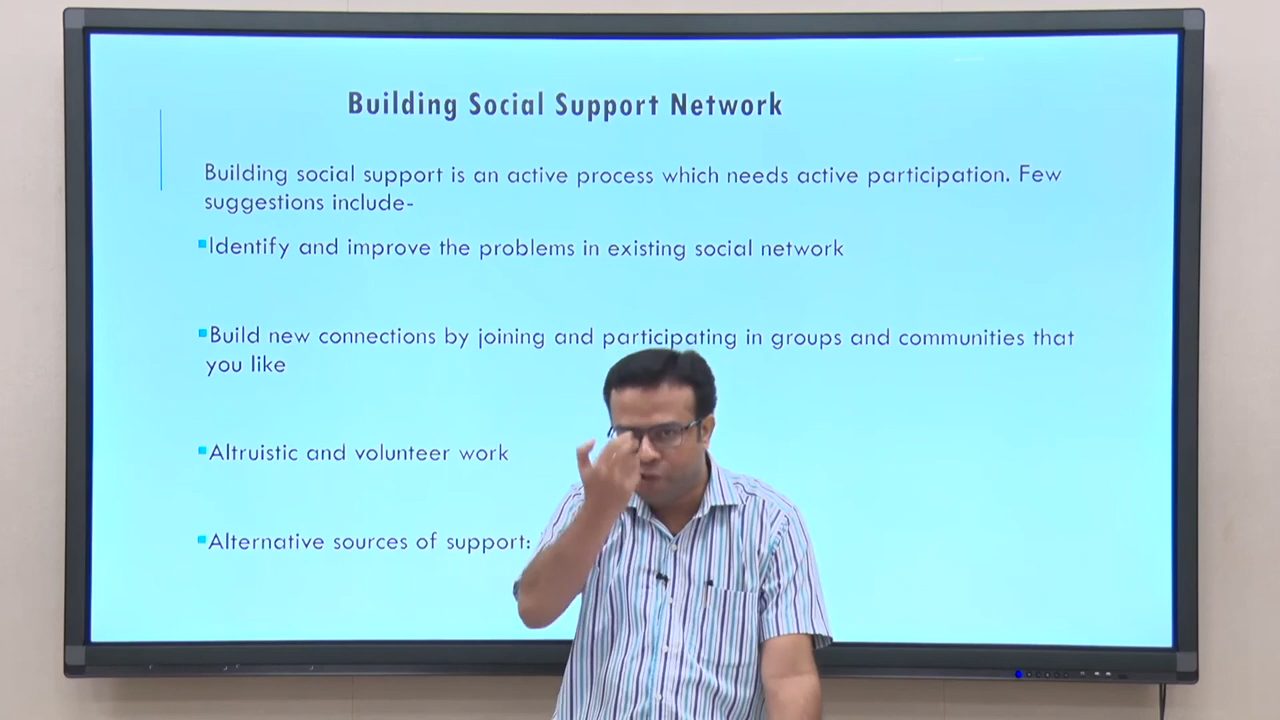 Building Social Support Network
Building social support is an active process which needs active participation. Few
suggestions include-
Identify and improve the problems in existing social network
Build new connections by joining and participating in groups and communities that
you like
Altruistic and volunteer work
Alternative sources of support: